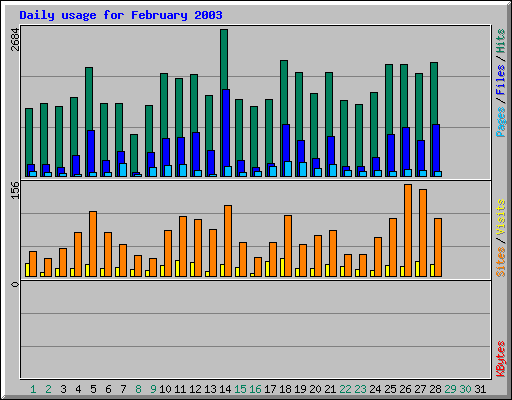 Daily usage for February 2003
2684
Pages / Files / Hits
156
Sites / Visits
0
KBytes
1 2 3 4 5 6 7 8 9 10 11 12 13 14 15 16 17 18 19 20 21 22 23 24 25 26 27 28 29 30 31